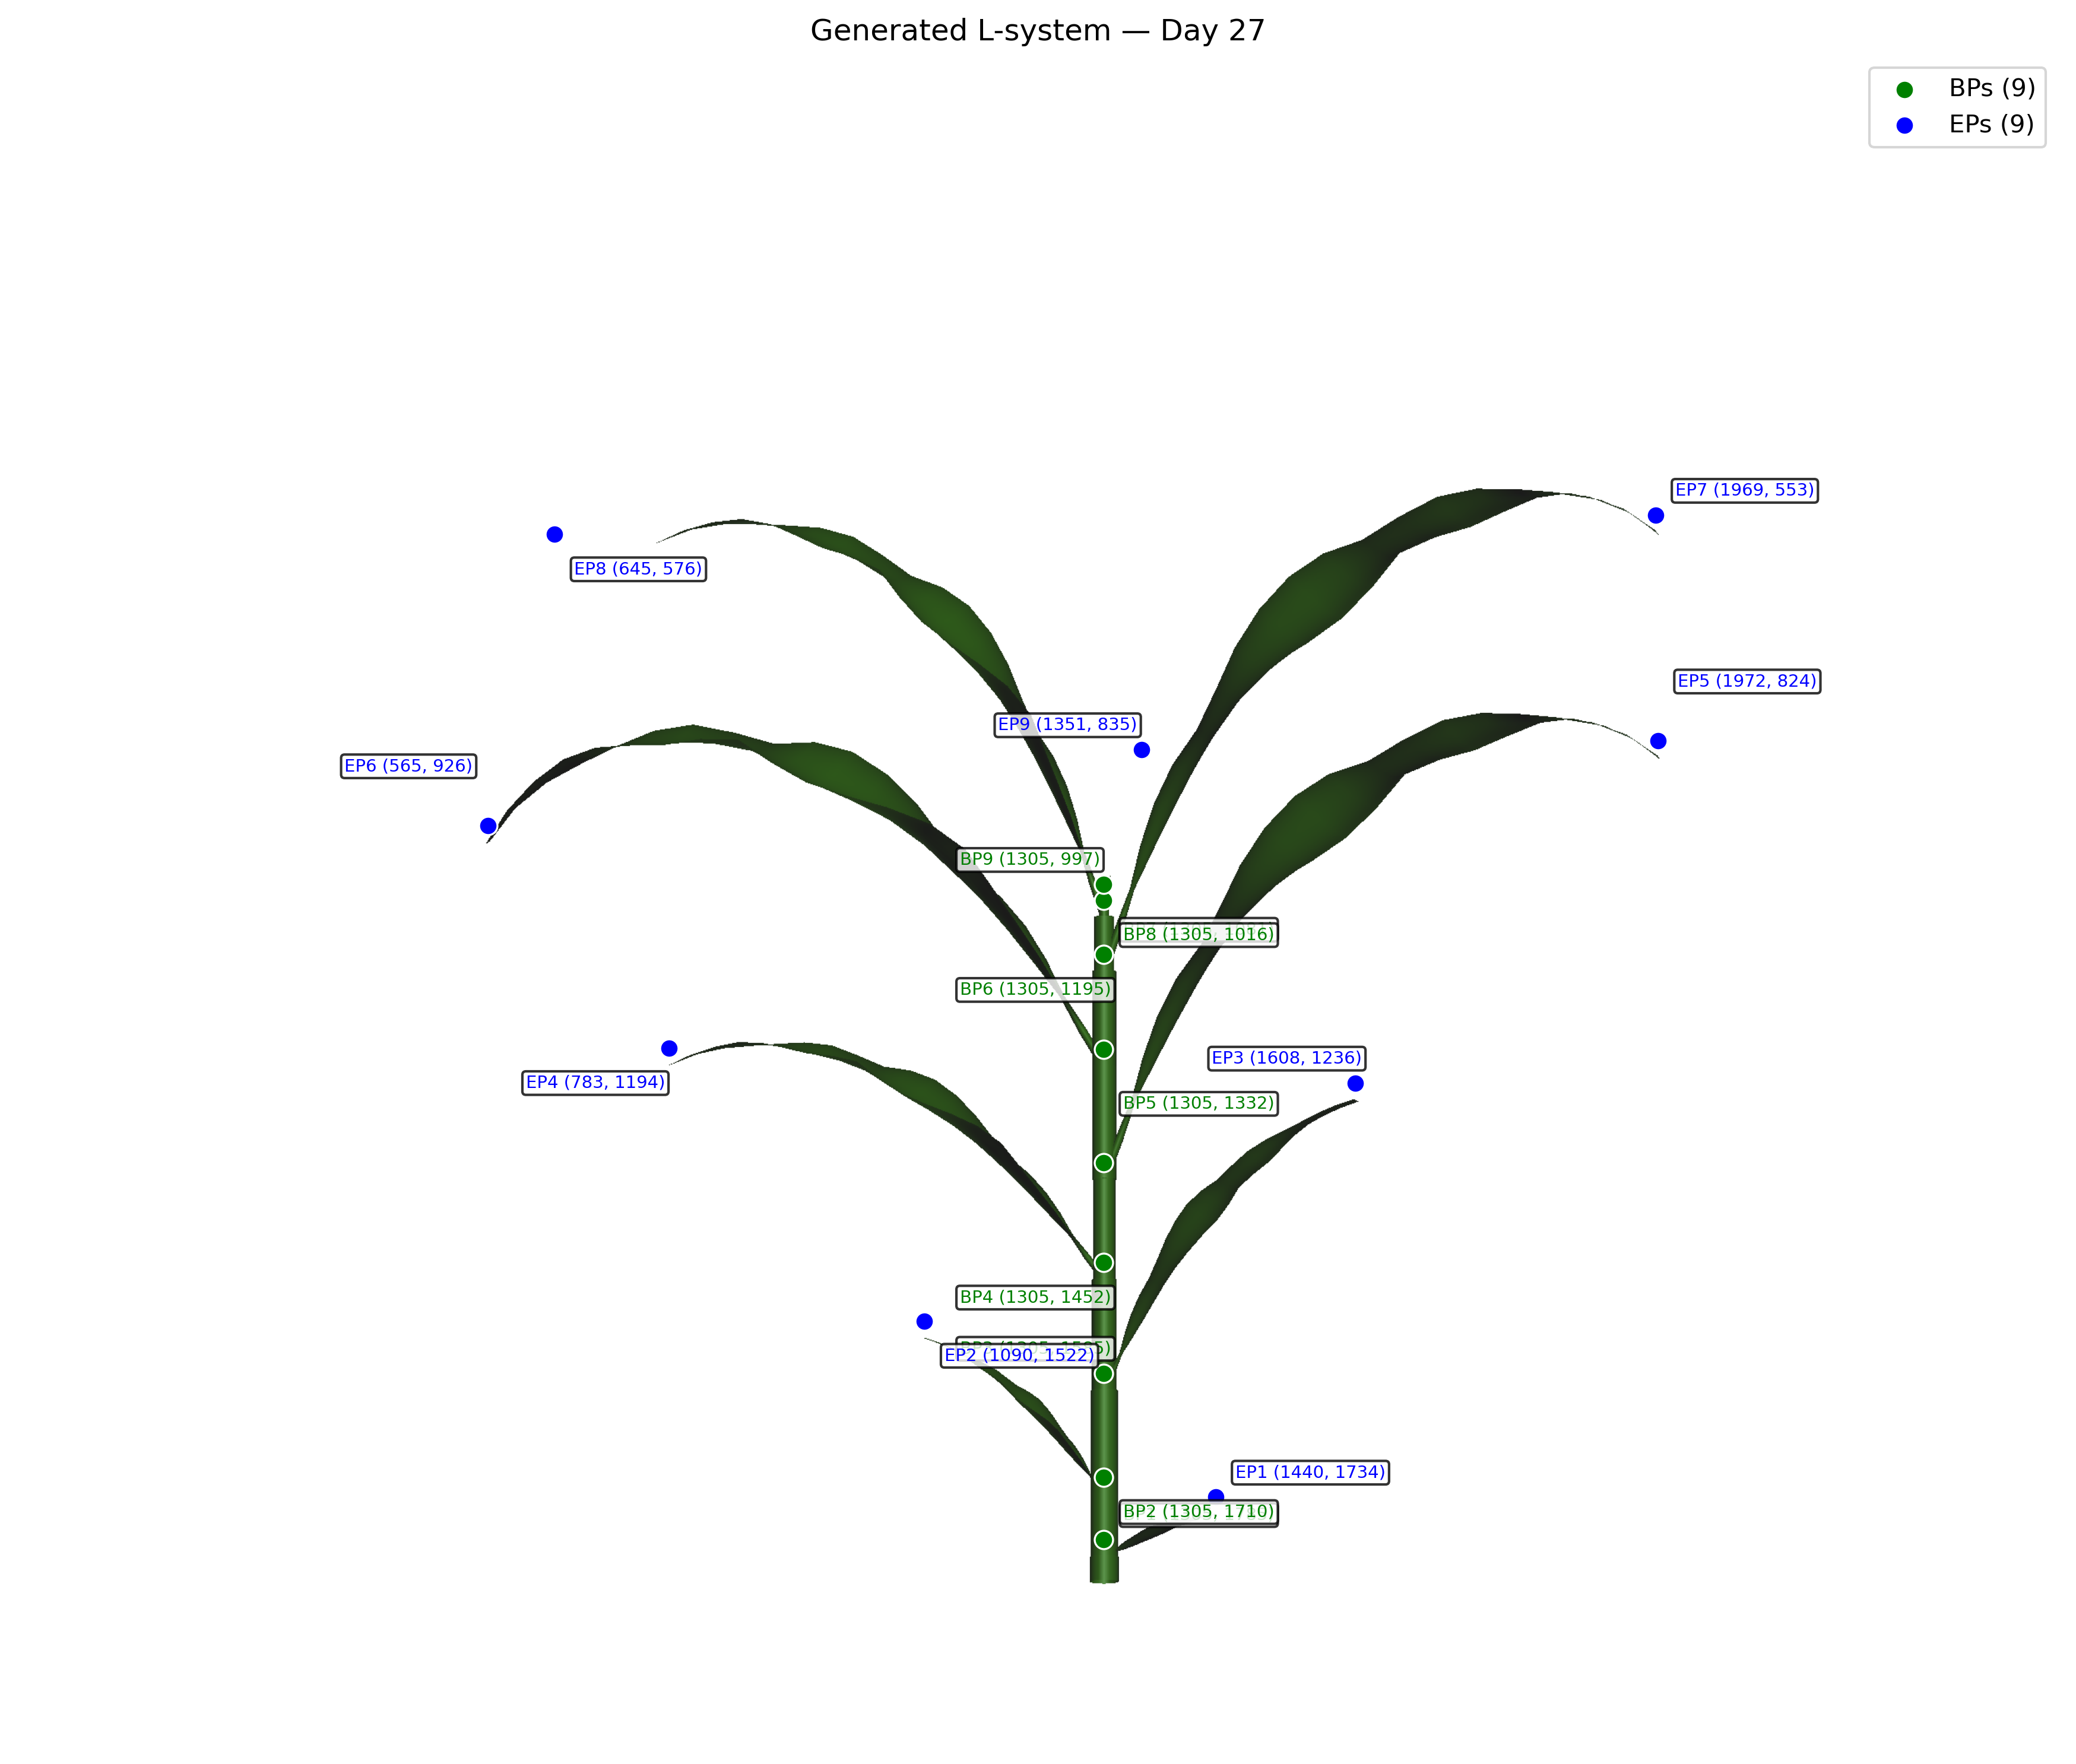 Generated L-system — Day 27
BPs (9)
EPs (9)
EP7 (1969, 553)
EP8 (645, 576)
EP5 (1972, 824)
EP9 (1351, 835)
EP6 (565, 926)
BP9 (1305, 997)
BP8 (1305, 1016)
BP6 (1305, 1195)
EP3 (1608, 1236)
EP4 (783, 1194)
BP5 (1305, 1332)
BP4 (1305, 1452)
EP2 (1090, 1522)
EP1 (1440, 1734)
BP2 (1305, 1710)